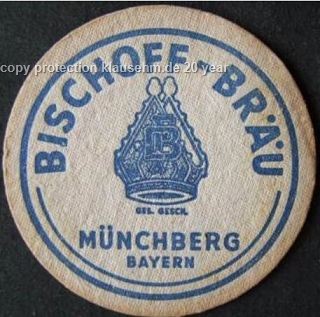 copy protection klausehm.de 20 year
BISCHOFF BRÄU
B
GES. GESCH.
MÜNCHBERG
BAYERN